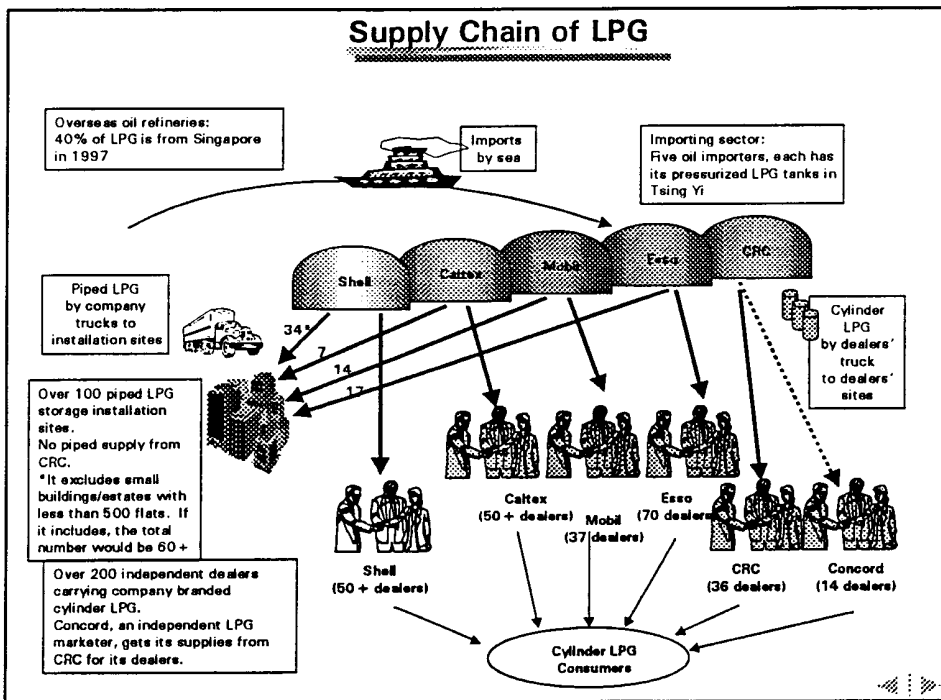 Supply Chain of LPG
Overseas oil refineries:
40% of LPG is from Singapore
in 1997
Imports
by sea
Importing sector:
Five oil importers, each has
its pressurized LPG tanks in
Tsing Yi
Shell
Caltex
Mobil
Esso
CRC
Piped LPG
by company
trucks to
installation sites
34*
7
14
17
Cylinder
LPG
by dealers'
truck
to dealers'
sites
Over 100 piped LPG
storage installation
sites.
No piped supply from
CRC.
*It excludes small
buildings/estates with
less than 500 flats. If
it includes, the total
number would be 60+
Caltex
(50+ dealers)
Mobil
(37 dealers)
Esso
(70 dealers)
Shell
(50+ dealers)
CRC
(36 dealers)
Concord
(14 dealers)
Over 200 independent dealers
carrying company branded
cylinder LPG.
Concord, an independent LPG
marketer, gets its supplies from
CRC for its dealers.
Cylinder LPG
Consumers